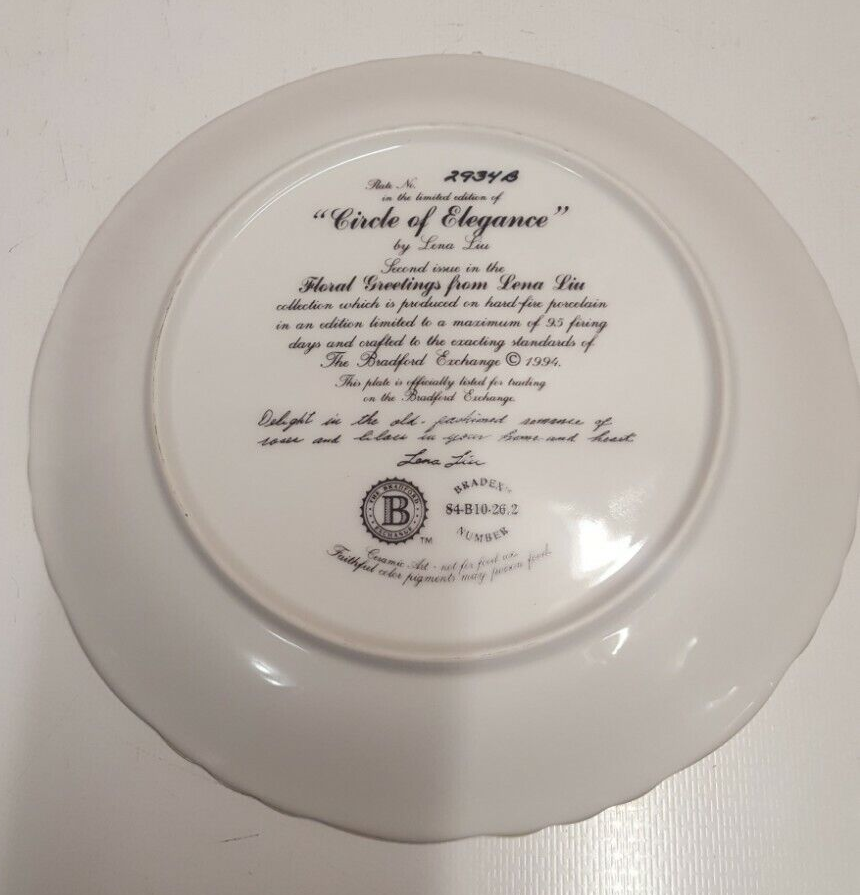 Plate No. 2934B
in the limited edition of
"Circle of Elegance"
by Lena Liu
Second issue in the
Floral Greetings from Lena Liu
collection which is produced on hard-fire porcelain
in an edition limited to a maximum of 95 firing
days and crafted to the exacting standards of
The Bradford Exchange © 1994.
This plate is officially listed for trading
on the Bradford Exchange
Delight in the old-fashioned romance of
roses and lilacs in your home and heart
Lena Liu
THE BRADFORD
B
EXCHANGE
TM
BRADEX™
84-B10-26.2
NUMBER
Ceramic Art - not for food use.
Faithful color pigments may poison food.